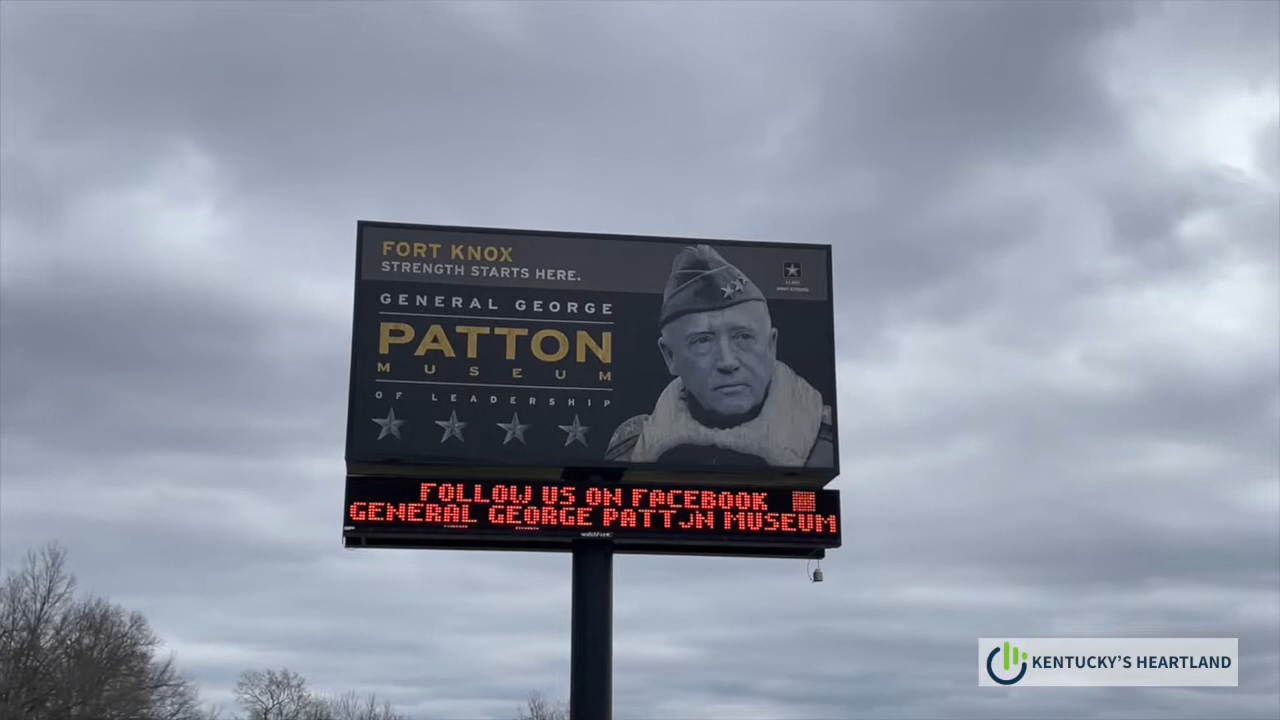 FORT KNOX
STRENGTH STARTS HERE.
GENERAL GEORGE
PATTON
MUSEUM
OF LEADERSHIP
FOLLOW US ON FACEBOOK
GENERAL GEORGE PATTJN MUSEUM
KENTUCKY'S HEARTLAND